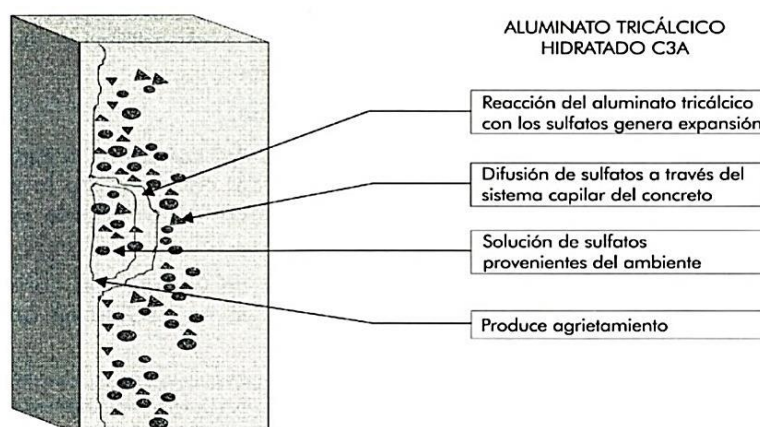 ALUMINATO TRICÁLCICO
HIDRATADO C3A
Reacción del aluminato tricálcico
con los sulfatos genera expansión
Difusión de sulfatos a través del
sistema capilar del concreto
Solución de sulfatos
provenientes del ambiente
Produce agrietamiento